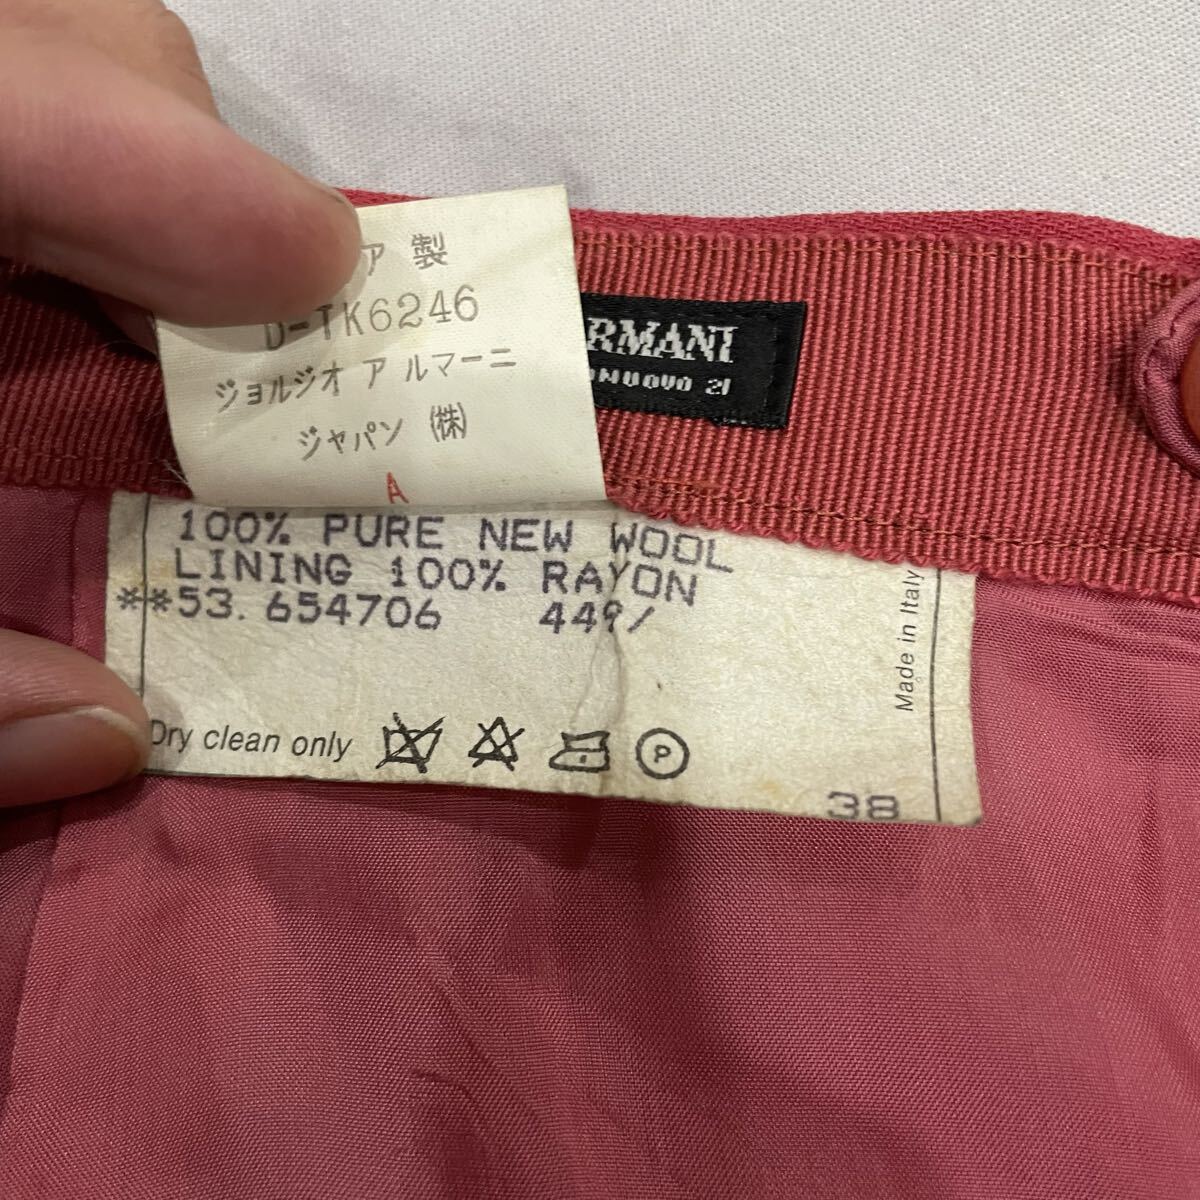 ア製
D-TK6246
ジョルジオ アルマーニ
ジャパン ㈱
A
RMANI
NUOVO 21
100% PURE NEW WOOL
LINING 100% RAYON
**53.654706 449/
Made in Italy
Dry clean only
P
38